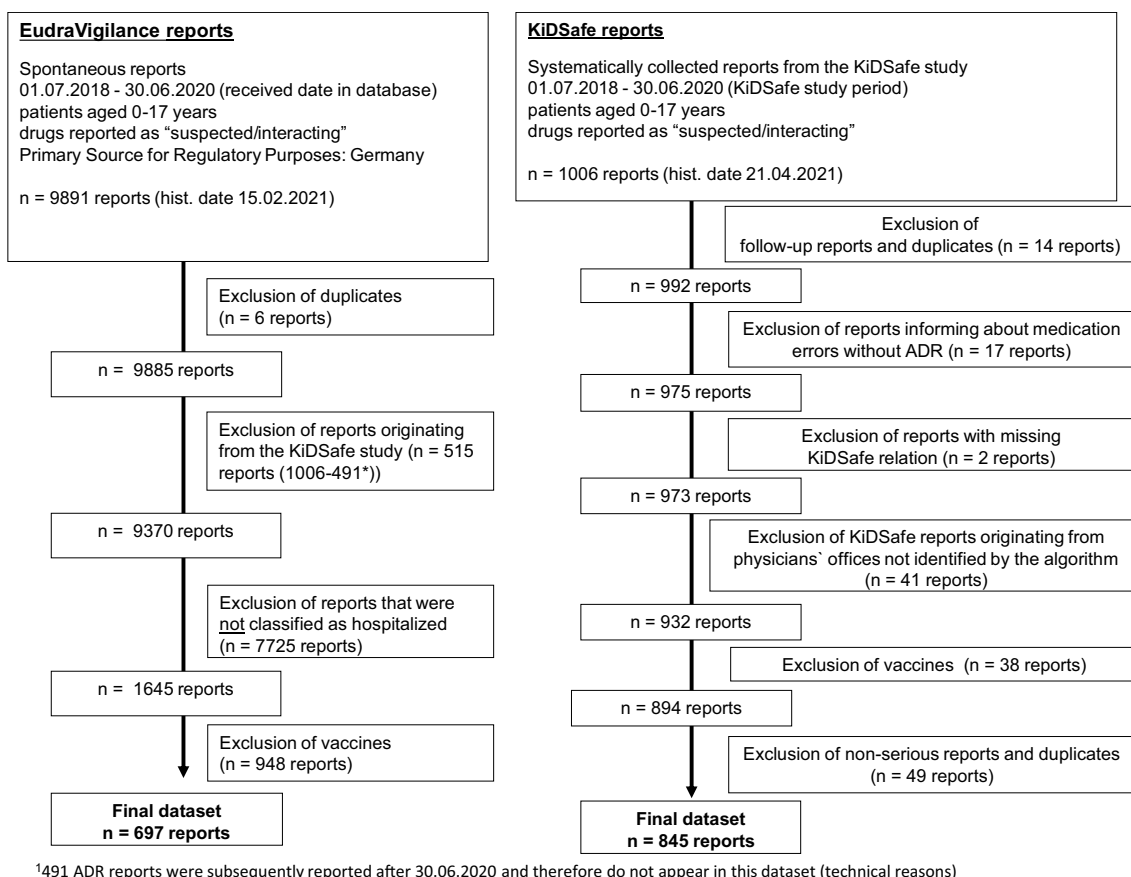 EudraVigilance reports
Spontaneous reports
01.07.2018 - 30.06.2020 (received date in database)
patients aged 0-17 years
drugs reported as “suspected/interacting”
Primary Source for Regulatory Purposes: Germany
n = 9891 reports (hist. date 15.02.2021)
Exclusion of duplicates
(n = 6 reports)
n = 9885 reports
Exclusion of reports originating
from the KiDSafe study (n = 515
reports (1006-491*))
n = 9370 reports
Exclusion of reports that were
not classified as hospitalized
(n = 7725 reports)
n = 1645 reports
Exclusion of vaccines
(n = 948 reports)
Final dataset
n = 697 reports
KiDSafe reports
Systematically collected reports from the KiDSafe study
01.07.2018 - 30.06.2020 (KiDSafe study period)
patients aged 0-17 years
drugs reported as “suspected/interacting”
n = 1006 reports (hist. date 21.04.2021)
Exclusion of
follow-up reports and duplicates (n = 14 reports)
n = 992 reports
Exclusion of reports informing about medication
errors without ADR (n = 17 reports)
n = 975 reports
Exclusion of reports with missing
KiDSafe relation (n = 2 reports)
n = 973 reports
Exclusion of KiDSafe reports originating from
physicians` offices not identified by the algorithm
(n = 41 reports)
n = 932 reports
Exclusion of vaccines (n = 38 reports)
n = 894 reports
Exclusion of non-serious reports and duplicates
(n = 49 reports)
Final dataset
n = 845 reports
¹491 ADR reports were subsequently reported after 30.06.2020 and therefore do not appear in this dataset (technical reasons)